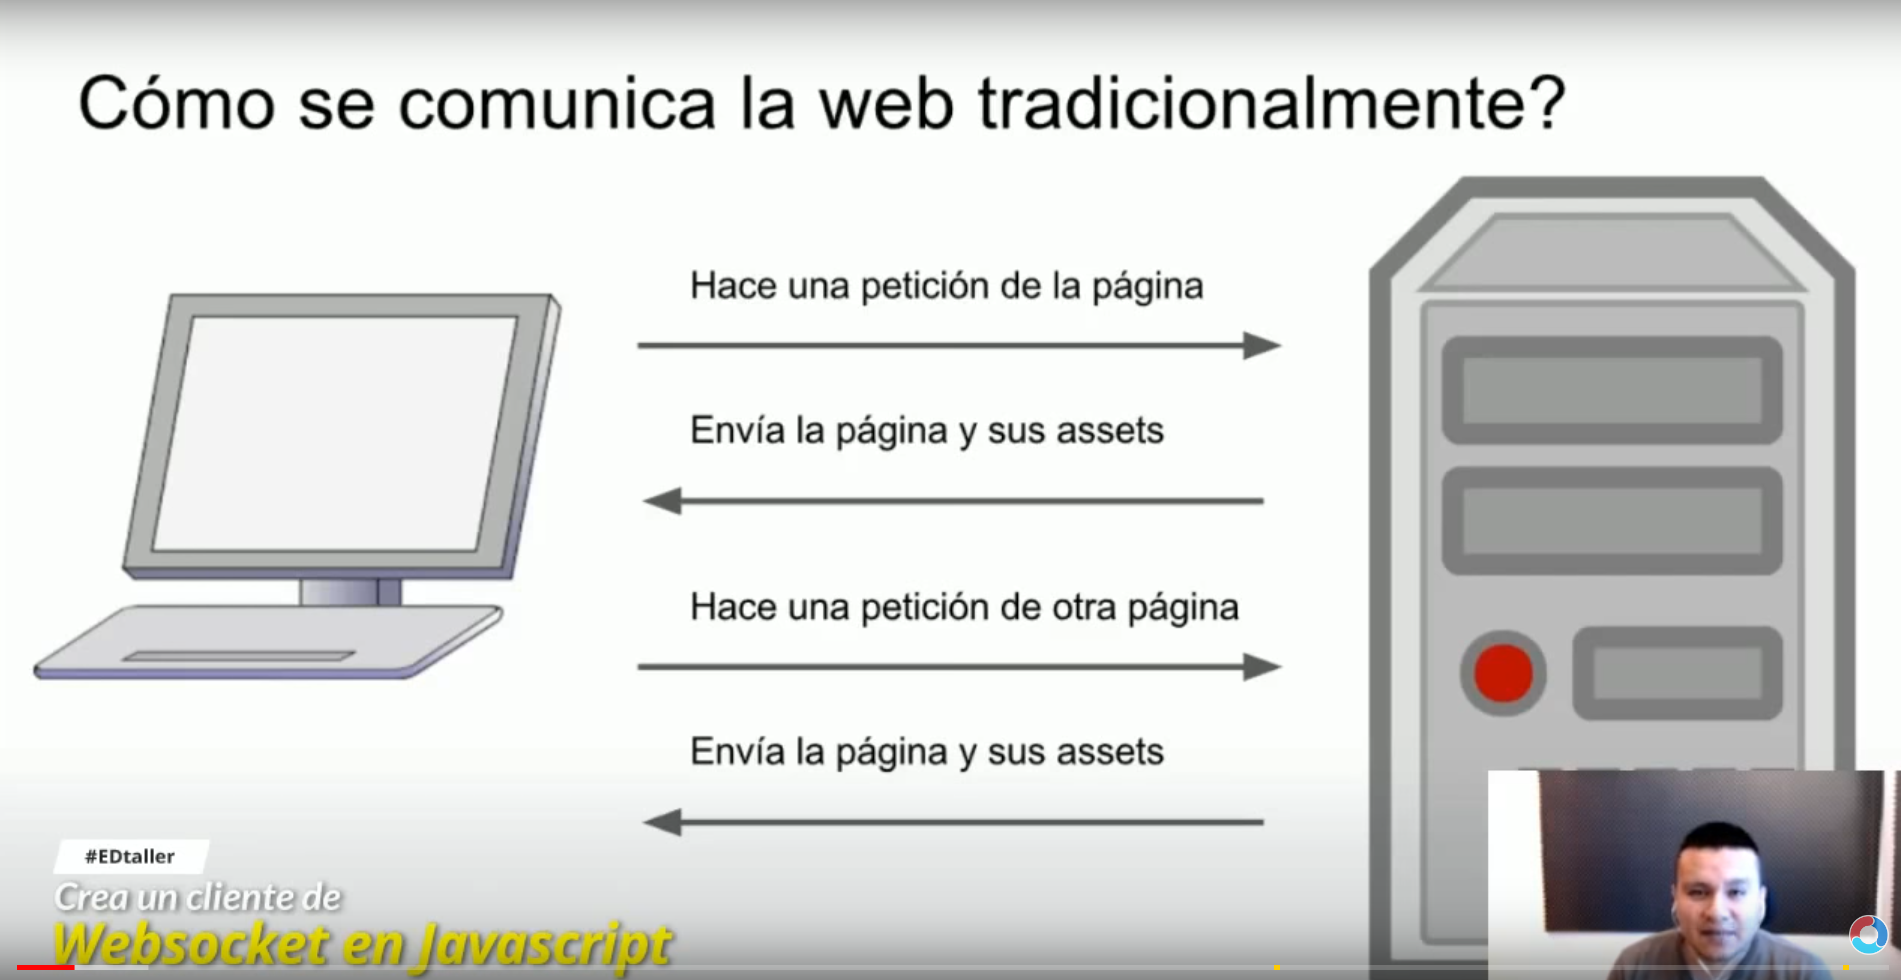 Cómo se comunica la web tradicionalmente?
Hace una petición de la página
Envía la página y sus assets
Hace una petición de otra página
Envía la página y sus assets
#EDtaller
Crea un cliente de
Websocket en Javascript